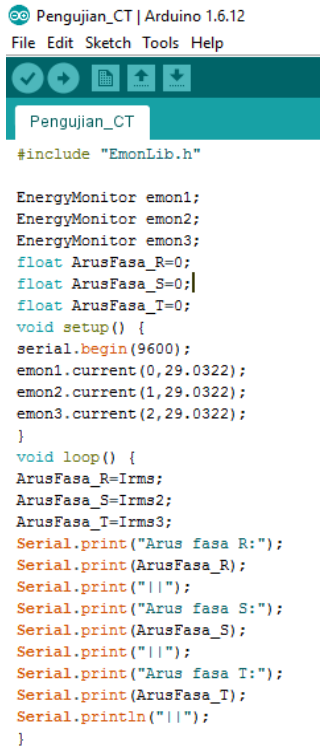 Pengujian_CT | Arduino 1.6.12
File Edit Sketch Tools Help
Pengujian_CT
#include "EmonLib.h"
EnergyMonitor emon1;
EnergyMonitor emon2;
EnergyMonitor emon3;
float ArusFasa_R=0;
float ArusFasa_S=0;
float ArusFasa_T=0;
void setup() {
serial.begin(9600);
emon1.current(0,29.0322);
emon2.current(1,29.0322);
emon3.current(2,29.0322);
}
void loop() {
ArusFasa_R=Irms;
ArusFasa_S=Irms2;
ArusFasa_T=Irms3;
Serial.print("Arus fasa R:");
Serial.print(ArusFasa_R);
Serial.print("||");
Serial.print("Arus fasa S:");
Serial.print(ArusFasa_S);
Serial.print("||");
Serial.print("Arus fasa T:");
Serial.print(ArusFasa_T);
Serial.println("||");
}